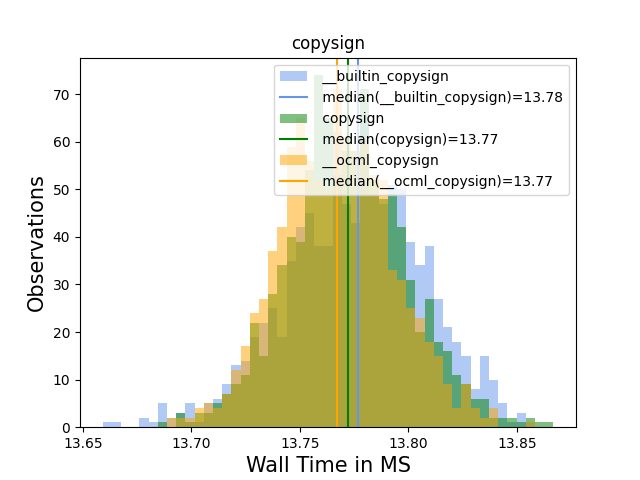 copysign
__builtin_copysign
median(__builtin_copysign)=13.78
copysign
median(copysign)=13.77
__ocml_copysign
median(__ocml_copysign)=13.77
Observations
70
60
50
40
30
20
10
0
13.65 13.70 13.75 13.80 13.85
Wall Time in MS